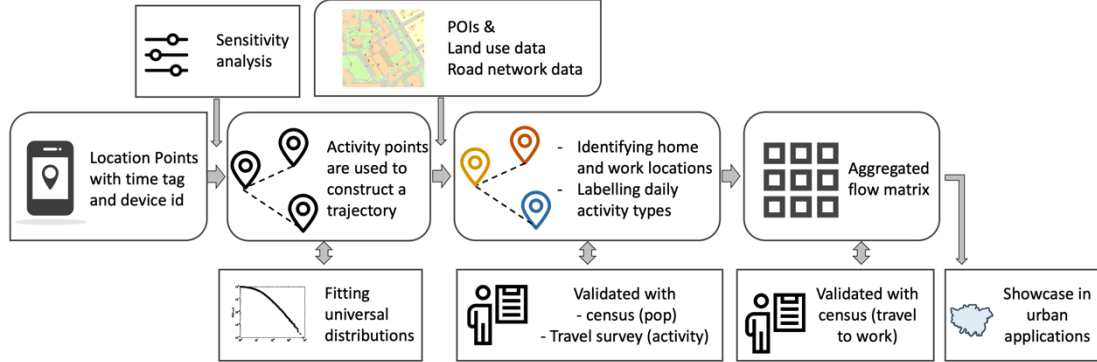 Sensitivity
analysis
POIs &
Land use data
Road network data
Location Points
with time tag
and device id
Activity points
are used to
construct a
trajectory
- Identifying home
and work locations
- Labelling daily
activity types
Aggregated
flow matrix
Fitting
universal
distributions
Validated with
- census (pop)
- Travel survey (activity)
Validated with
census (travel
to work)
Showcase in
urban
applications